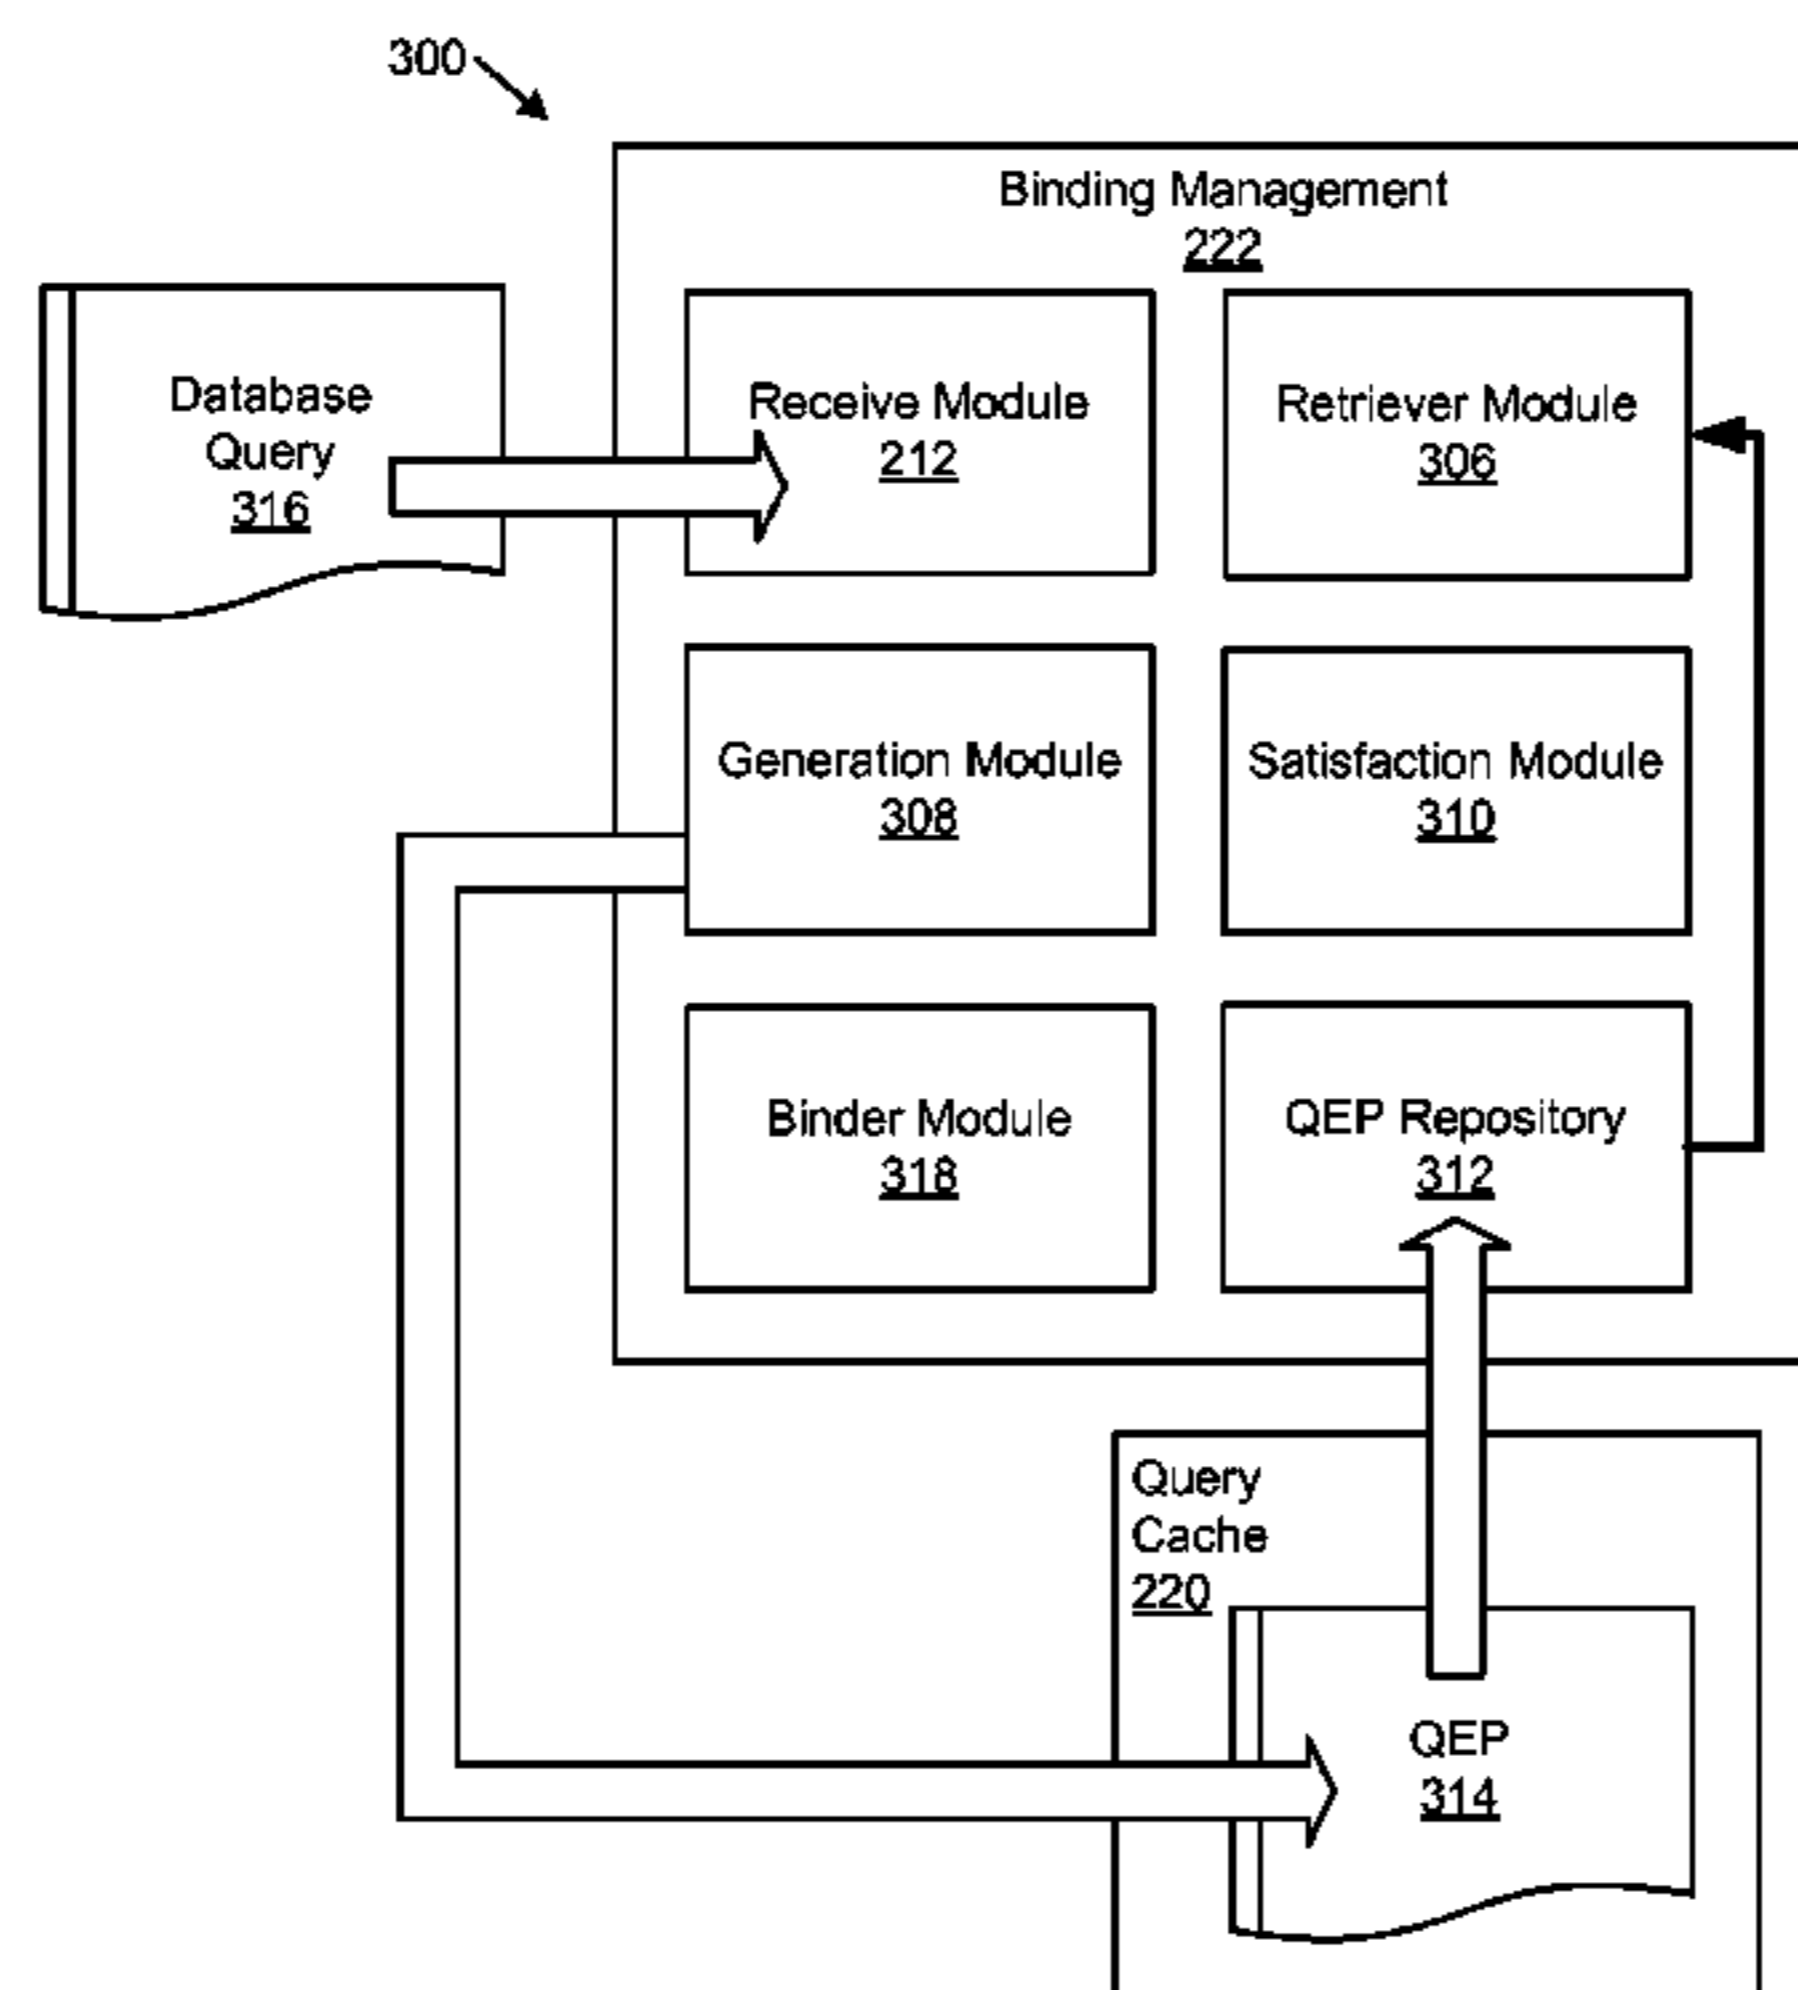 300
Binding Management
222
Database
Query
316
Receive Module
212
Retriever Module
306
Generation Module
308
Satisfaction Module
310
Binder Module
318
QEP Repository
312
Query
Cache
220
QEP
314